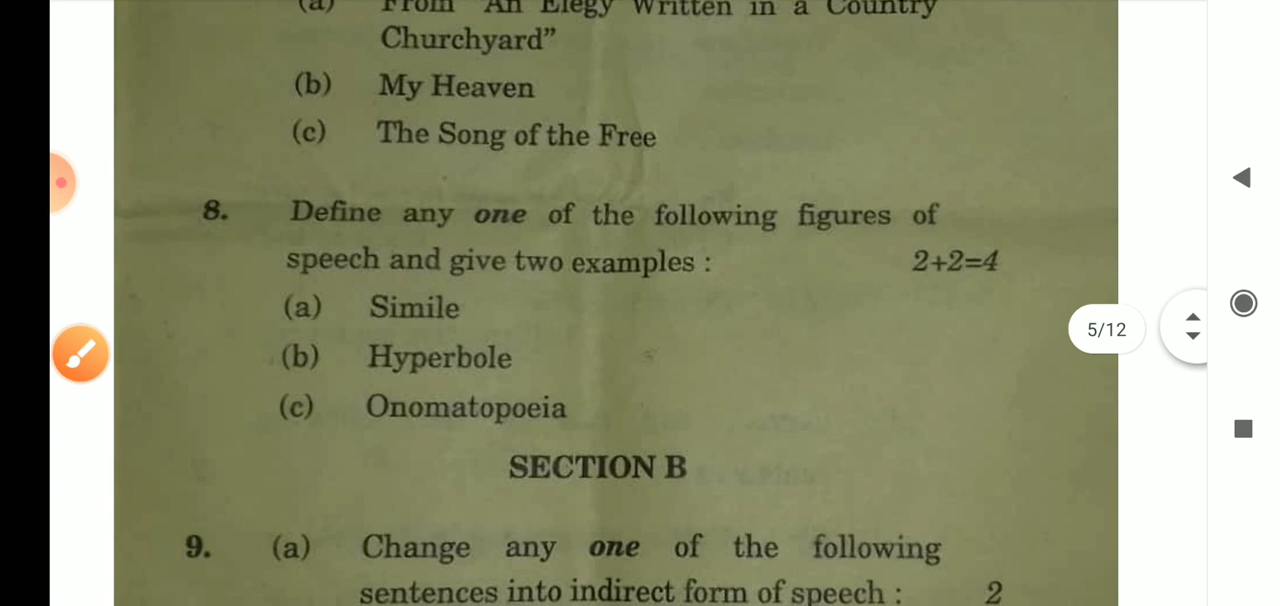 (a) From "An Elegy Written in a Country
Churchyard”
(b) My Heaven
(c) The Song of the Free
8. Define any one of the following figures of
speech and give two examples : 2+2=4
(a) Simile
(b) Hyperbole
(c) Onomatopoeia
5/12
SECTION B
9. (a) Change any one of the following
sentences into indirect form of speech : 2